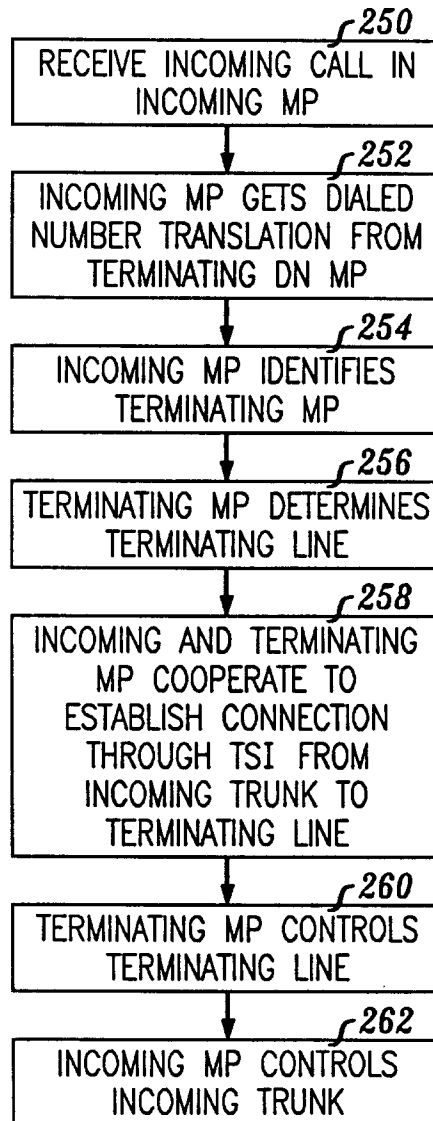 250
RECEIVE INCOMING CALL IN
INCOMING MP
252
INCOMING MP GETS DIALED
NUMBER TRANSLATION FROM
TERMINATING DN MP
254
INCOMING MP IDENTIFIES
TERMINATING MP
256
TERMINATING MP DETERMINES
TERMINATING LINE
258
INCOMING AND TERMINATING
MP COOPERATE TO
ESTABLISH CONNECTION
THROUGH TSI FROM
INCOMING TRUNK TO
TERMINATING LINE
260
TERMINATING MP CONTROLS
TERMINATING LINE
262
INCOMING MP CONTROLS
INCOMING TRUNK